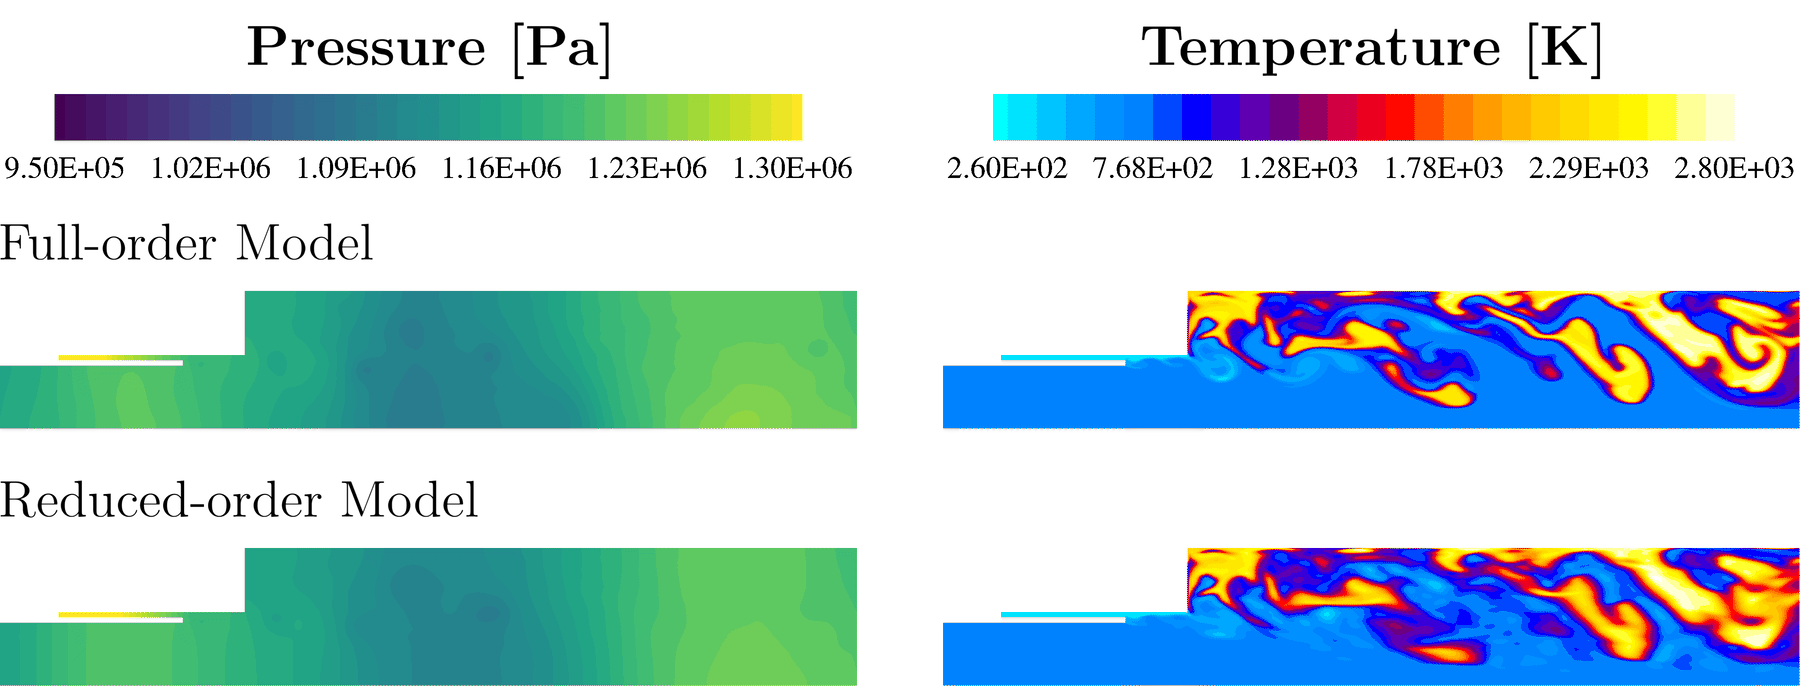 Pressure [Pa]
9.50E+05 1.02E+06 1.09E+06 1.16E+06 1.23E+06 1.30E+06
Temperature [K]
2.60E+02 7.68E+02 1.28E+03 1.78E+03 2.29E+03 2.80E+03
Full-order Model
Reduced-order Model